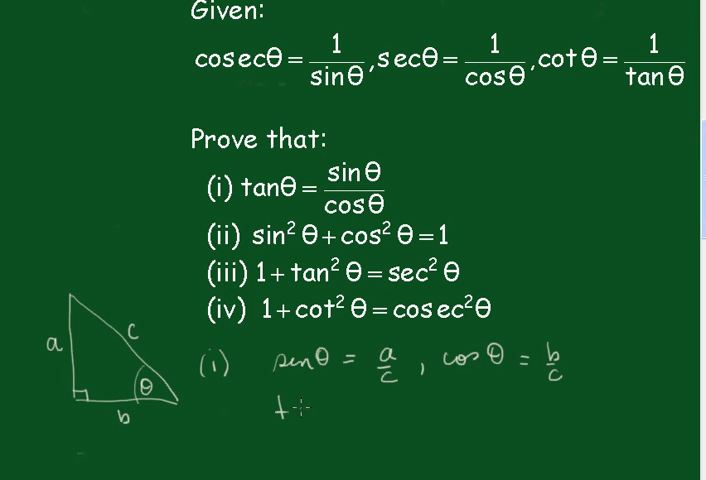 Given:
cosecθ = 1/sinθ, secθ = 1/cosθ, cotθ = 1/tanθ
Prove that:
(i) tanθ = sinθ/cosθ
(ii) sin² θ + cos² θ = 1
(iii) 1 + tan² θ = sec² θ
(iv) 1 + cot² θ = cosec²θ
a
c
θ
b
(i) sinθ = a/c, cosθ = b/c
t